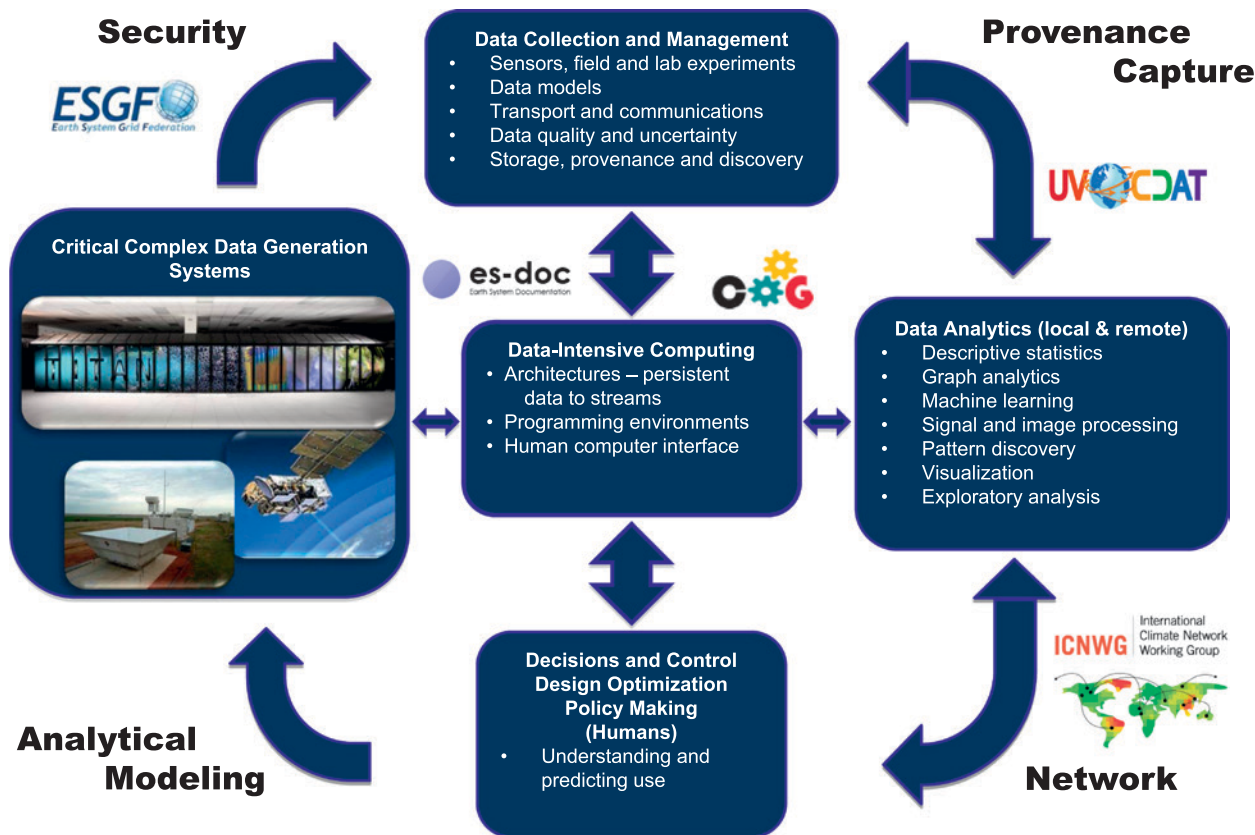 Security
ESGF
Earth System Grid Federation
Data Collection and Management
• Sensors, field and lab experiments
• Data models
• Transport and communications
• Data quality and uncertainty
• Storage, provenance and discovery
Provenance
Capture
UV CDAT
Critical Complex Data Generation
Systems
TITAN
es-doc
Earth System Documentation
COG
Data-Intensive Computing
• Architectures – persistent
data to streams
• Programming environments
• Human computer interface
Data Analytics (local & remote)
• Descriptive statistics
• Graph analytics
• Machine learning
• Signal and image processing
• Pattern discovery
• Visualization
• Exploratory analysis
Decisions and Control
Design Optimization
Policy Making
(Humans)
• Understanding and
predicting use
ICNWG
International
Climate Network
Working Group
Analytical
Modeling
Network